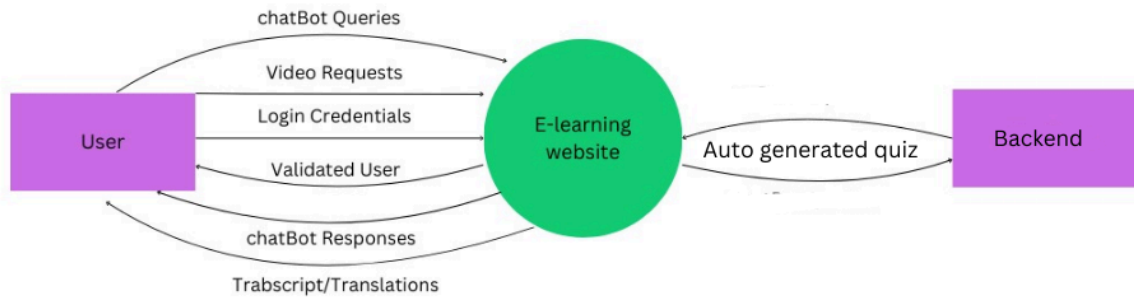 chatBot Queries
Video Requests
Login Credentials
User
E-learning
website
Validated User
chatBot Responses
Trabscript/Translations
Auto generated quiz
Backend